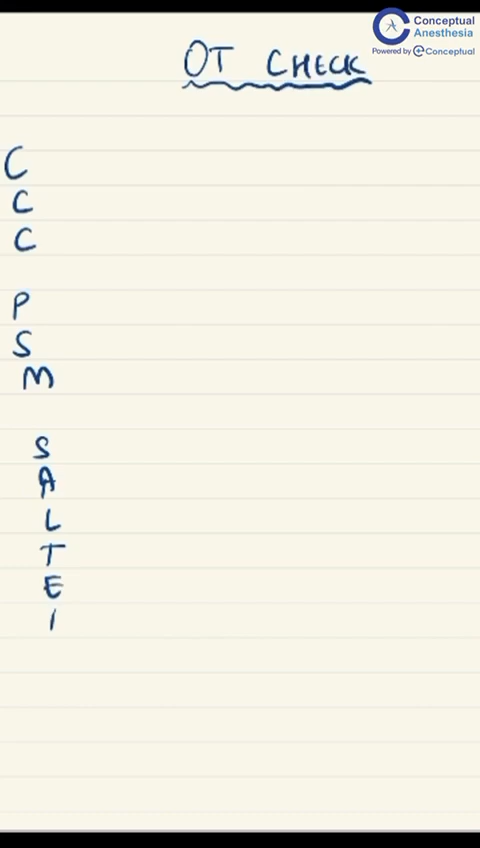 Conceptual
Anesthesia
Powered by Conceptual
OT CHECK
C
C
C
P
S
M
S
A
L
T
E
I